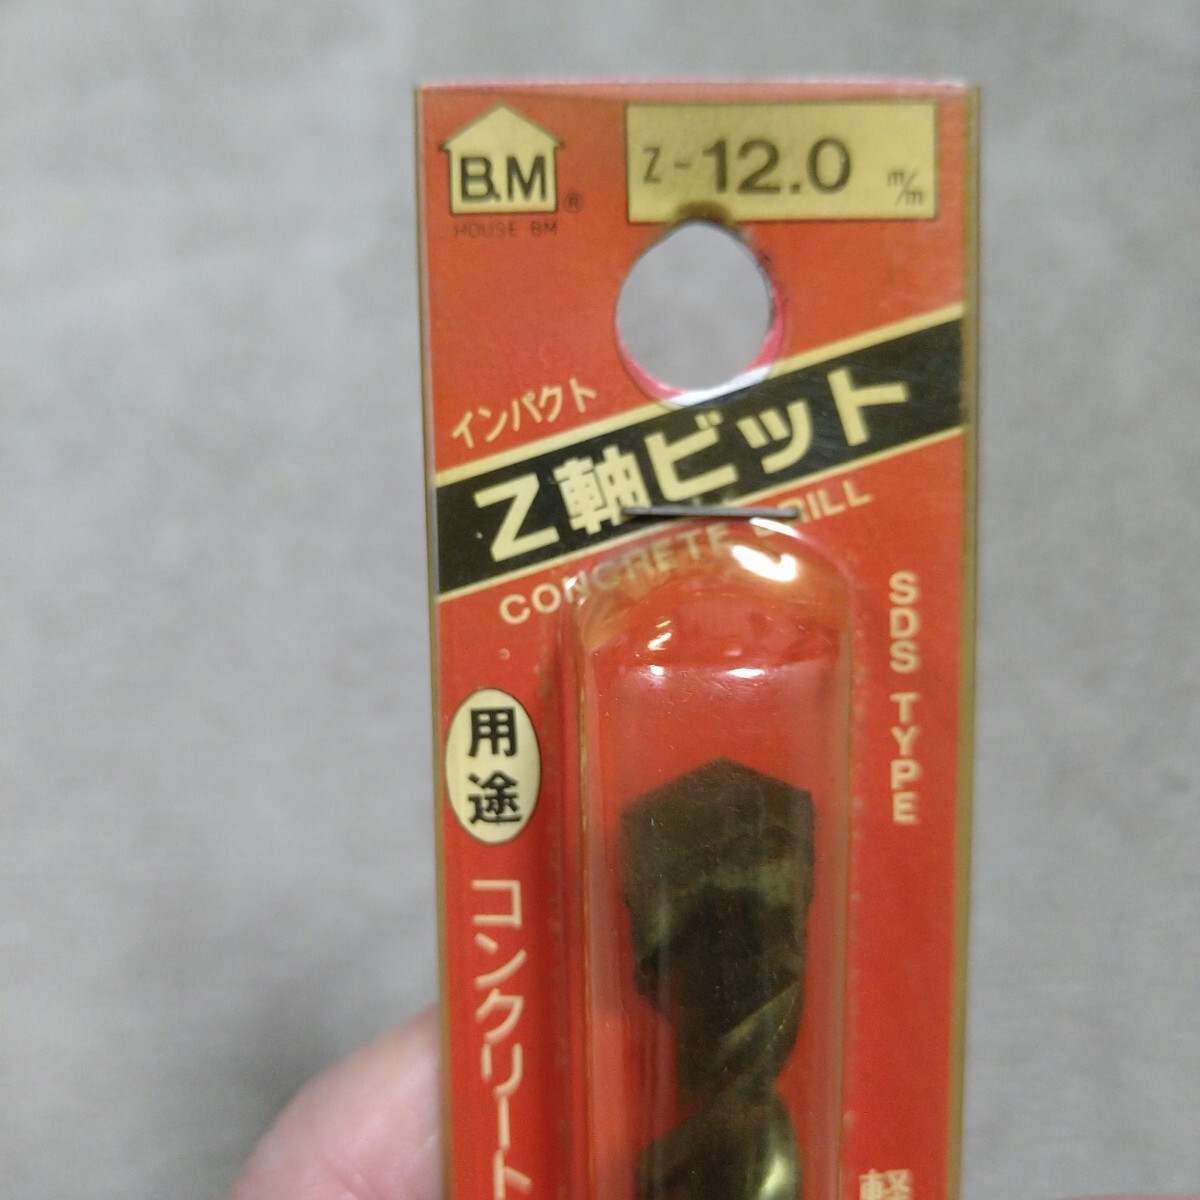 B.M
®
HOUSE BM
Z-12.0 m/m
インパクト
Z軸ビット
CONCRETE DRILL
SDS TYPE
用途
コンクリート
軽